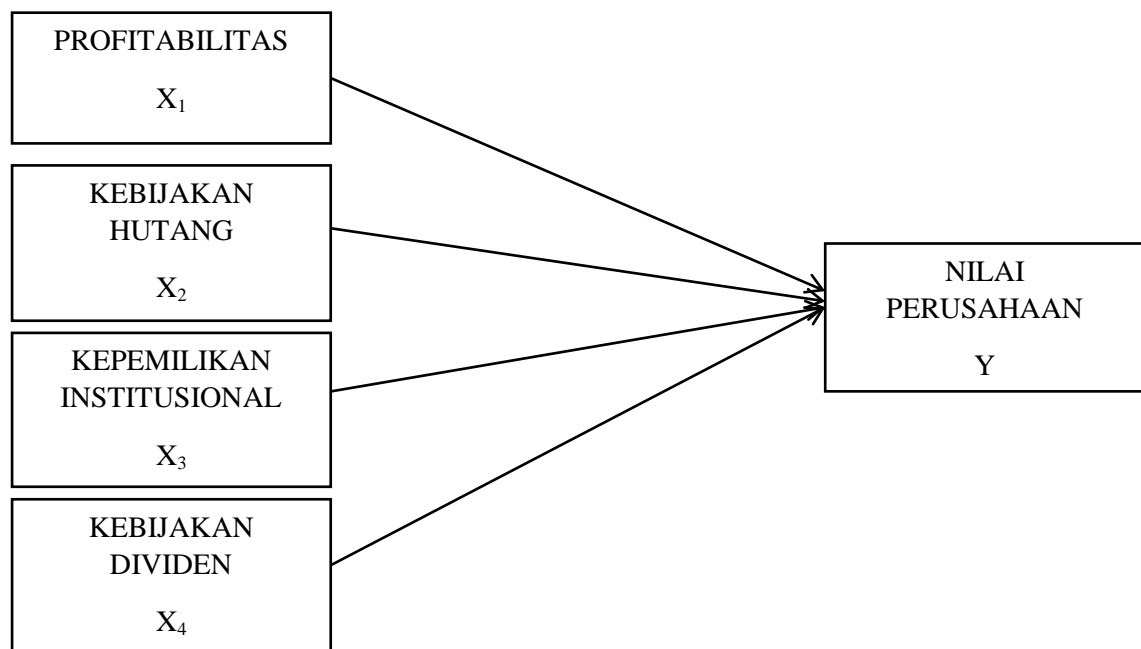 PROFITABILITAS
X₁
KEBIJAKAN
HUTANG
X₂
KEPEMILIKAN
INSTITUSIONAL
X₃
KEBIJAKAN
DIVIDEN
X₄
NILAI
PERUSAHAAN
Y